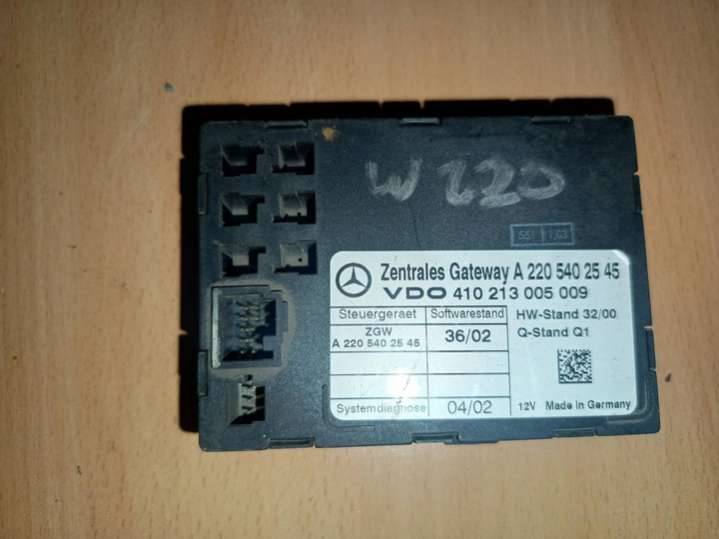 W220
Zentrales Gateway A 220 540 25 45
VDO 410 213 005 009
Steuergeraet Softwarestand HW-Stand 32/00
ZGW 36/02 Q-Stand Q1
A 220 540 25 45
Systemdiagnose 04/02 12V Made in Germany